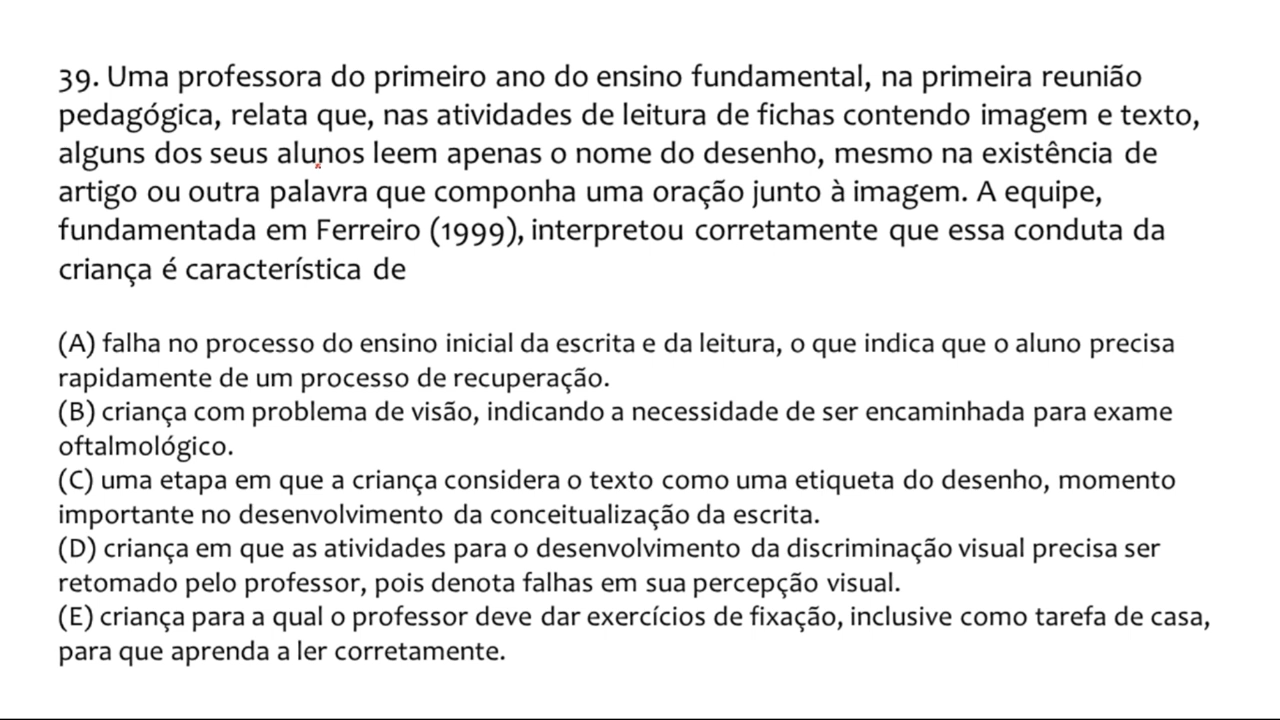 39. Uma professora do primeiro ano do ensino fundamental, na primeira reunião
pedagógica, relata que, nas atividades de leitura de fichas contendo imagem e texto,
alguns dos seus alunos leem apenas o nome do desenho, mesmo na existência de
artigo ou outra palavra que componha uma oração junto à imagem. A equipe,
fundamentada em Ferreiro (1999), interpretou corretamente que essa conduta da
criança é característica de
(A) falha no processo do ensino inicial da escrita e da leitura, o que indica que o aluno precisa
rapidamente de um processo de recuperação.
(B) criança com problema de visão, indicando a necessidade de ser encaminhada para exame
oftalmológico.
(C) uma etapa em que a criança considera o texto como uma etiqueta do desenho, momento
importante no desenvolvimento da conceitualização da escrita.
(D) criança em que as atividades para o desenvolvimento da discriminação visual precisa ser
retomado pelo professor, pois denota falhas em sua percepção visual.
(E) criança para a qual o professor deve dar exercícios de fixação, inclusive como tarefa de casa,
para que aprenda a ler corretamente.